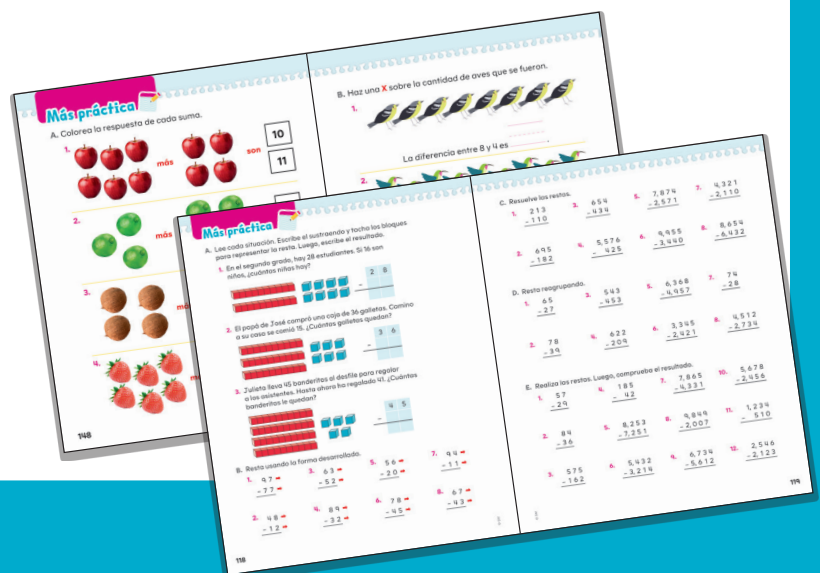 Más práctica
A. Colorea la respuesta de cada suma.
1.
más
son
10
11
2.
más
3.
4.
148
B. Haz una X sobre la cantidad de aves que se fueron.
1.
La diferencia entre 8 y 4 es
2.
Más práctica
A. Lee cada situación. Escribe el sustraendo y tacha los bloques
para representar la resta. Luego, escribe el resultado.
1. En el segundo grado, hay 28 estudiantes. Si 16 son
niños, ¿cuántas niñas hay?
2 8
-
2. El papá de José compró una caja de 36 galletas. Camino
a su casa se comió 15. ¿Cuántas galletas quedan?
3 6
-
3. Julieta lleva 45 banderitas al desfile para regalar
a los asistentes. Hasta ahora ha regalado 41. ¿Cuántas
banderitas le quedan?
4 5
-
B. Resta usando la forma desarrollada.
1. 9 7 ➡ 3. 6 3 ➡ 5. 5 6 ➡ 7. 9 4 ➡
- 7 7 ➡ - 5 2 ➡ - 2 0 ➡ - 1 1 ➡
2. 4 8 ➡ 4. 8 9 ➡ 6. 7 8 ➡ 8. 6 7 ➡
- 1 2 ➡ - 3 2 ➡ - 4 5 ➡ - 4 3 ➡
118
C. Resuelve las restas.
1. 2 1 3 3. 6 5 4 5. 7,8 7 4 7. 4,3 2 1
- 1 1 0 - 4 3 4 - 2,5 7 1 - 2,1 1 0
2. 6 9 5 4. 5,5 7 6 6. 9,9 5 5 8. 8,6 5 4
- 1 8 2 - 4 2 5 - 3,4 4 0 - 6,4 3 2
D. Resta reagrupando.
1. 6 5 3. 5 4 3 5. 6,3 6 8 7. 7 4
- 2 7 - 4 5 3 - 4,9 5 7 - 2 8
2. 7 8 4. 6 2 2 6. 3,3 4 5 8. 4,5 1 2
- 3 9 - 2 0 9 - 2,4 2 1 - 2,7 3 4
E. Realiza las restas. Luego, comprueba el resultado.
1. 5 7 4. 1 8 5 7. 7,8 6 5 10. 5,6 7 8
- 2 9 - 4 2 - 4,3 3 1 - 2,4 5 6
2. 8 4 5. 8,2 5 3 8. 9,8 4 9 11. 1,2 3 4
- 3 6 - 7,2 5 1 - 2,0 0 7 - 5 1 0
3. 5 7 5 6. 5,4 3 2 9. 6,7 3 4 12. 2,5 4 6
- 1 6 2 - 3,2 1 4 - 5,6 1 2 - 2,1 2 3
119